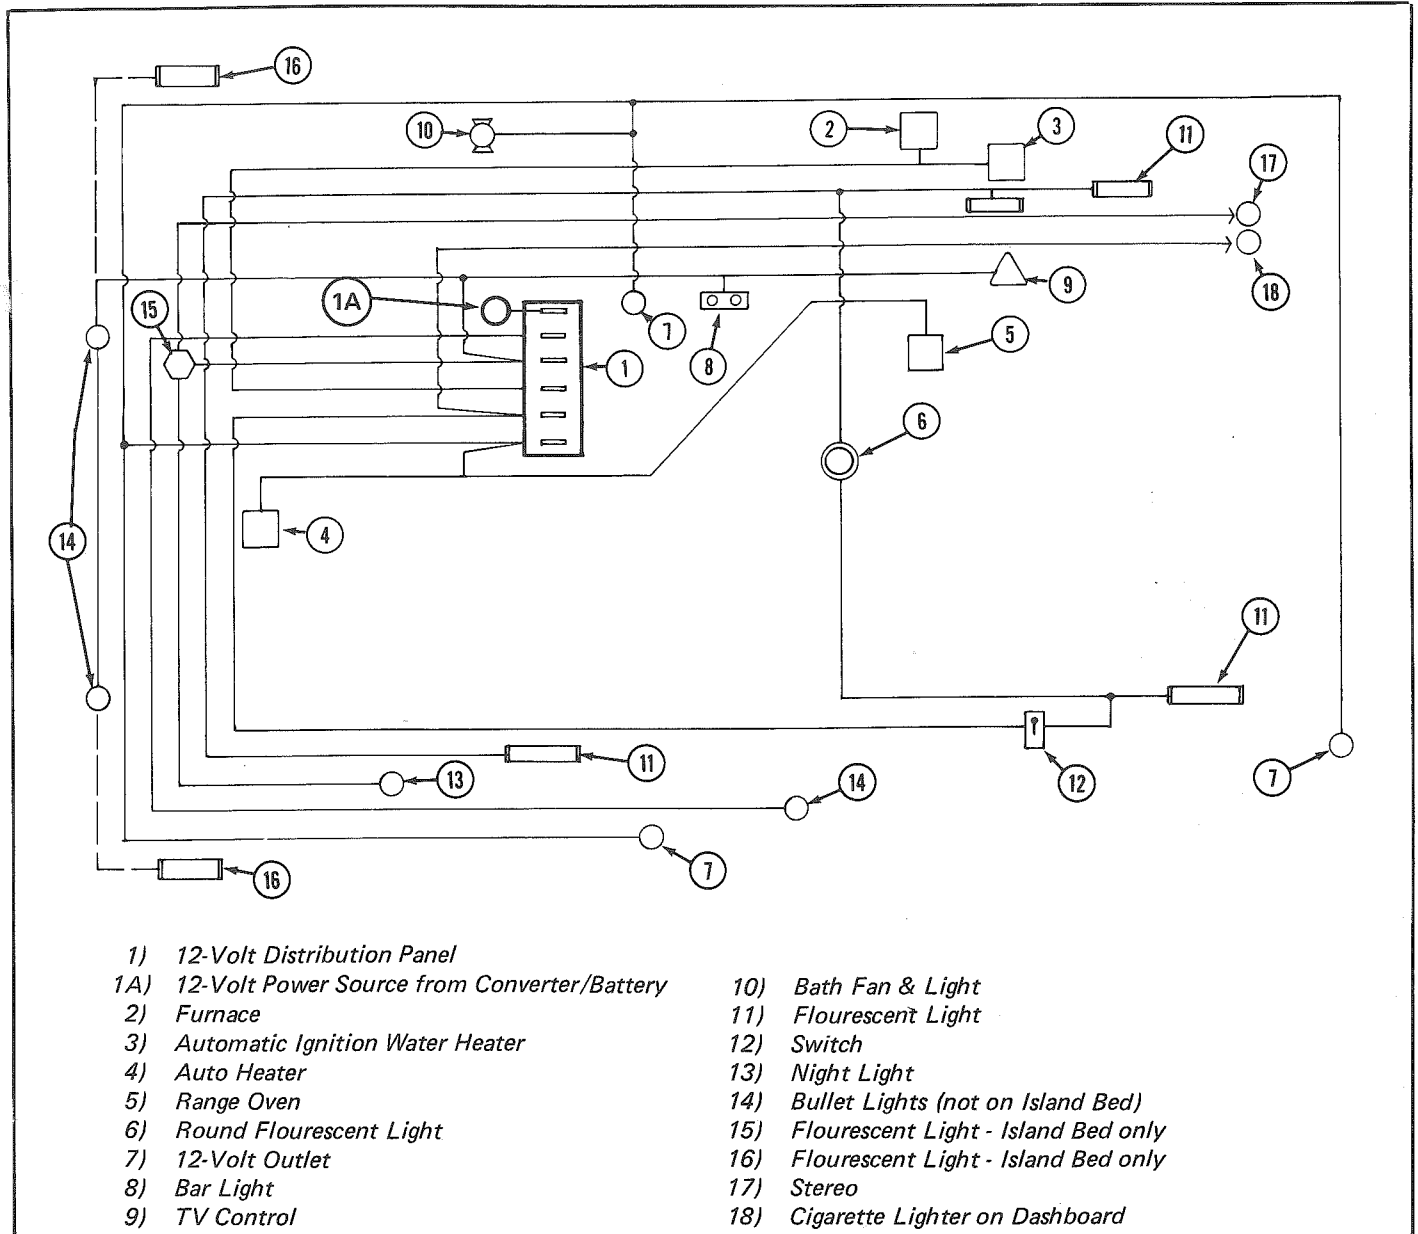 16
10
2
3
11
17
1A
15
7
8
9
18
5
1
6
14
4
11
11
13
14
12
7
16
7
1) 12-Volt Distribution Panel
1A) 12-Volt Power Source from Converter/Battery
2) Furnace
3) Automatic Ignition Water Heater
4) Auto Heater
5) Range Oven
6) Round Flourescent Light
7) 12-Volt Outlet
8) Bar Light
9) TV Control
10) Bath Fan & Light
11) Flourescent Light
12) Switch
13) Night Light
14) Bullet Lights (not on Island Bed)
15) Flourescent Light - Island Bed only
16) Flourescent Light - Island Bed only
17) Stereo
18) Cigarette Lighter on Dashboard